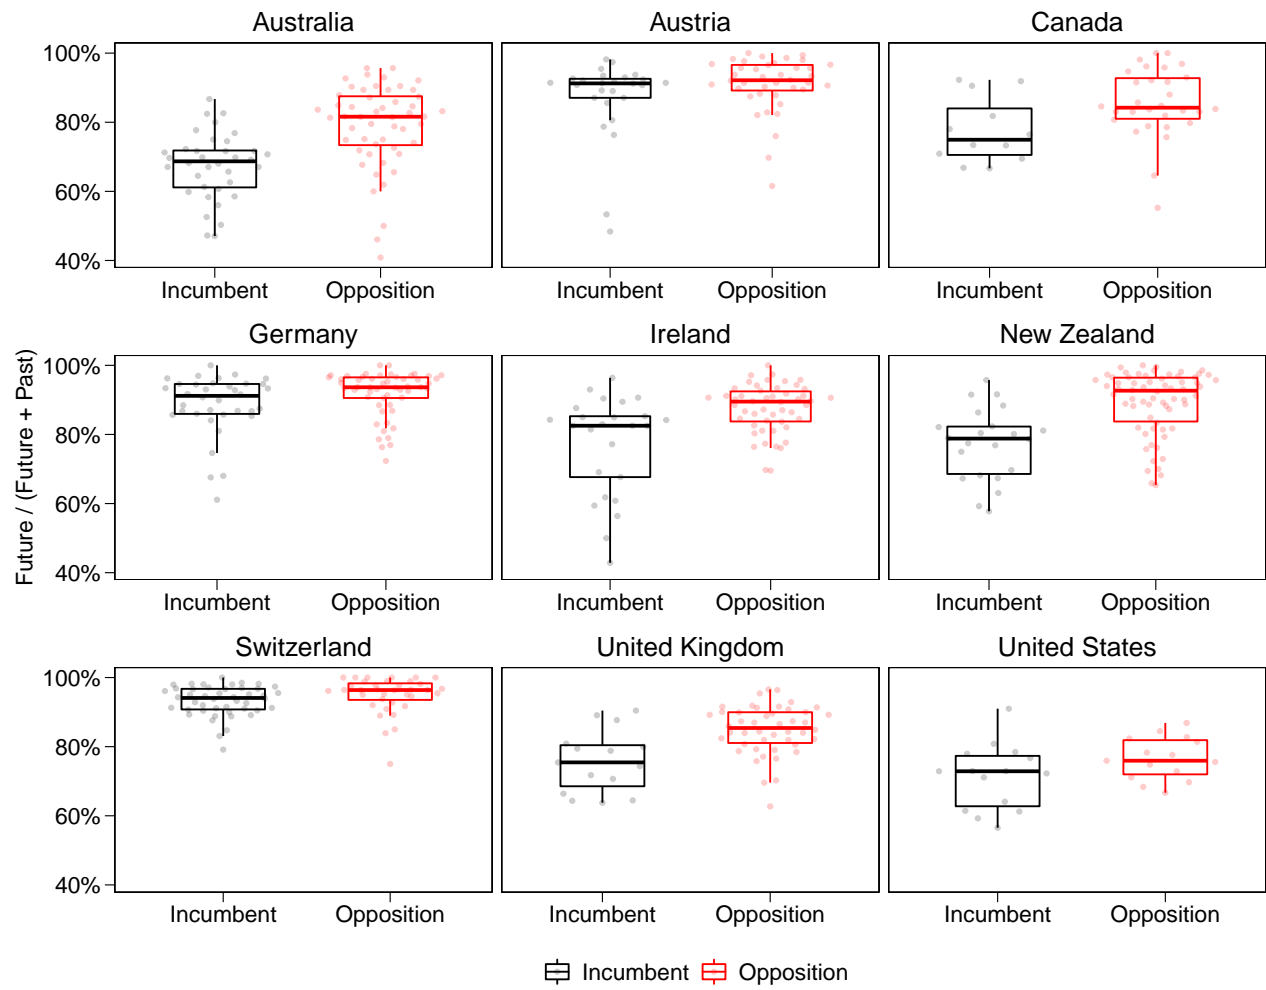 Australia Austria Canada
100%
80%
60%
40%
Incumbent Opposition Incumbent Opposition Incumbent Opposition
Future / (Future + Past)
Germany Ireland New Zealand
100%
80%
60%
40%
Incumbent Opposition Incumbent Opposition Incumbent Opposition
Switzerland United Kingdom United States
100%
80%
60%
40%
Incumbent Opposition Incumbent Opposition Incumbent Opposition
Incumbent Opposition